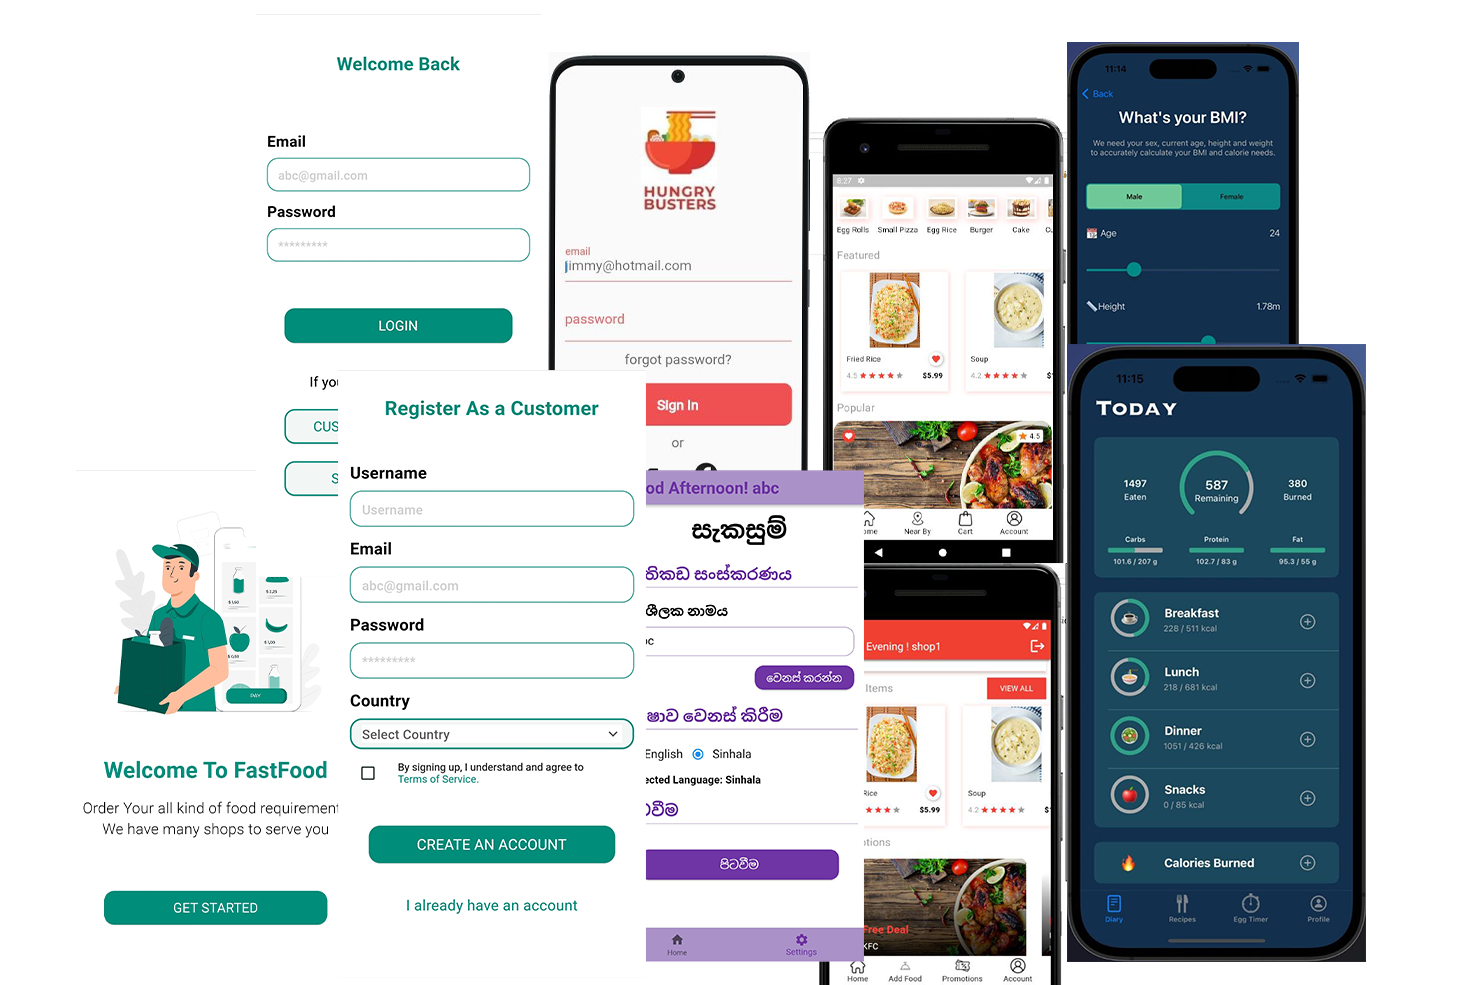 Welcome Back
Email
abc@gmail.com
Password
*********
LOGIN
If you
CUS
S
Welcome To FastFood
Order Your all kind of food requirement
We have many shops to serve you
GET STARTED
PAY
Register As a Customer
Username
Username
Email
abc@gmail.com
Password
*********
Country
Select Country
By signing up, I understand and agree to
Terms of Service.
CREATE AN ACCOUNT
I already have an account
HUNGRY
BUSTERS
email
jimmy@hotmail.com
password
forgot password?
Sign In
or
od Afternoon! abc
සැකසුම්
තිකඩ සංස්කරණය
ශීලක නාමය
වෙනස් කරන්න
ෂාව වෙනස් කිරීම
English Sinhala
ected Language: Sinhala
වීම
පිටවීම
Home Settings
6:27
Egg Rolls Small Pizza Egg Rice Burger Cake
Featured
Fried Rice Soup
4.5 $5.99 4.2
Popular
4.5
ome Near By Cart Account
Evening ! shop1
Items VIEW ALL
Rice Soup
$5.99 4.2
otions
Free Deal
KFC
Home Add Food Promotions Account
11:14
Back
What's your BMI?
We need your sex, current age, height and weight
to accurately calculate your BMI and calorie needs.
Male Female
Age 24
Height 1.78m
11:15
TODAY
1497 587 380
Eaten Remaining Burned
Carbs Protein Fat
101.6 / 207 g 102.7 / 83 g 95.3 / 55 g
Breakfast
228 / 511 kcal
Lunch
218 / 681 kcal
Dinner
1051 / 426 kcal
Snacks
0 / 85 kcal
Calories Burned
Diary Recipes Egg Timer Profile